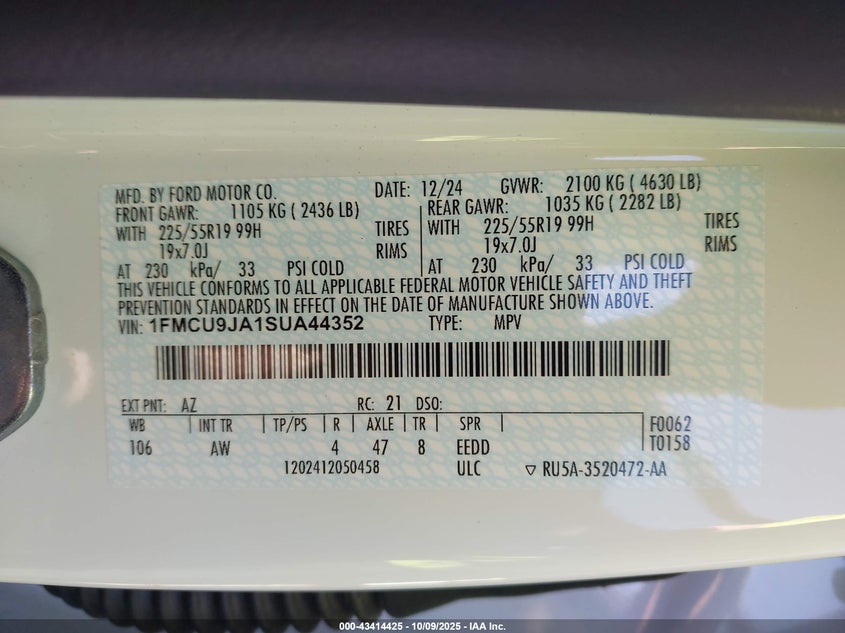 MFD. BY FORD MOTOR CO. DATE: 12/24 GVWR: 2100 KG ( 4630 LB)
FRONT GAWR: 1105 KG ( 2436 LB) REAR GAWR: 1035 KG ( 2282 LB)
WITH 225/55R19 99H TIRES WITH 225/55R19 99H TIRES
19x7.0J RIMS 19x7.0J RIMS
AT 230 kPa/ 33 PSI COLD AT 230 kPa/ 33 PSI COLD
THIS VEHICLE CONFORMS TO ALL APPLICABLE FEDERAL MOTOR VEHICLE SAFETY AND THEFT
PREVENTION STANDARDS IN EFFECT ON THE DATE OF MANUFACTURE SHOWN ABOVE.
VIN: 1FMCU9JA1SUA44352 TYPE: MPV
EXT PNT: AZ RC: 21 DSO:
WB INT TR TP/PS R AXLE TR SPR F0062
106 AW 4 47 8 EEDD T0158
1202412050458 ULC ▽ RU5A-3520472-AA
000-43414425 - 10/09/2025 - IAA Inc.